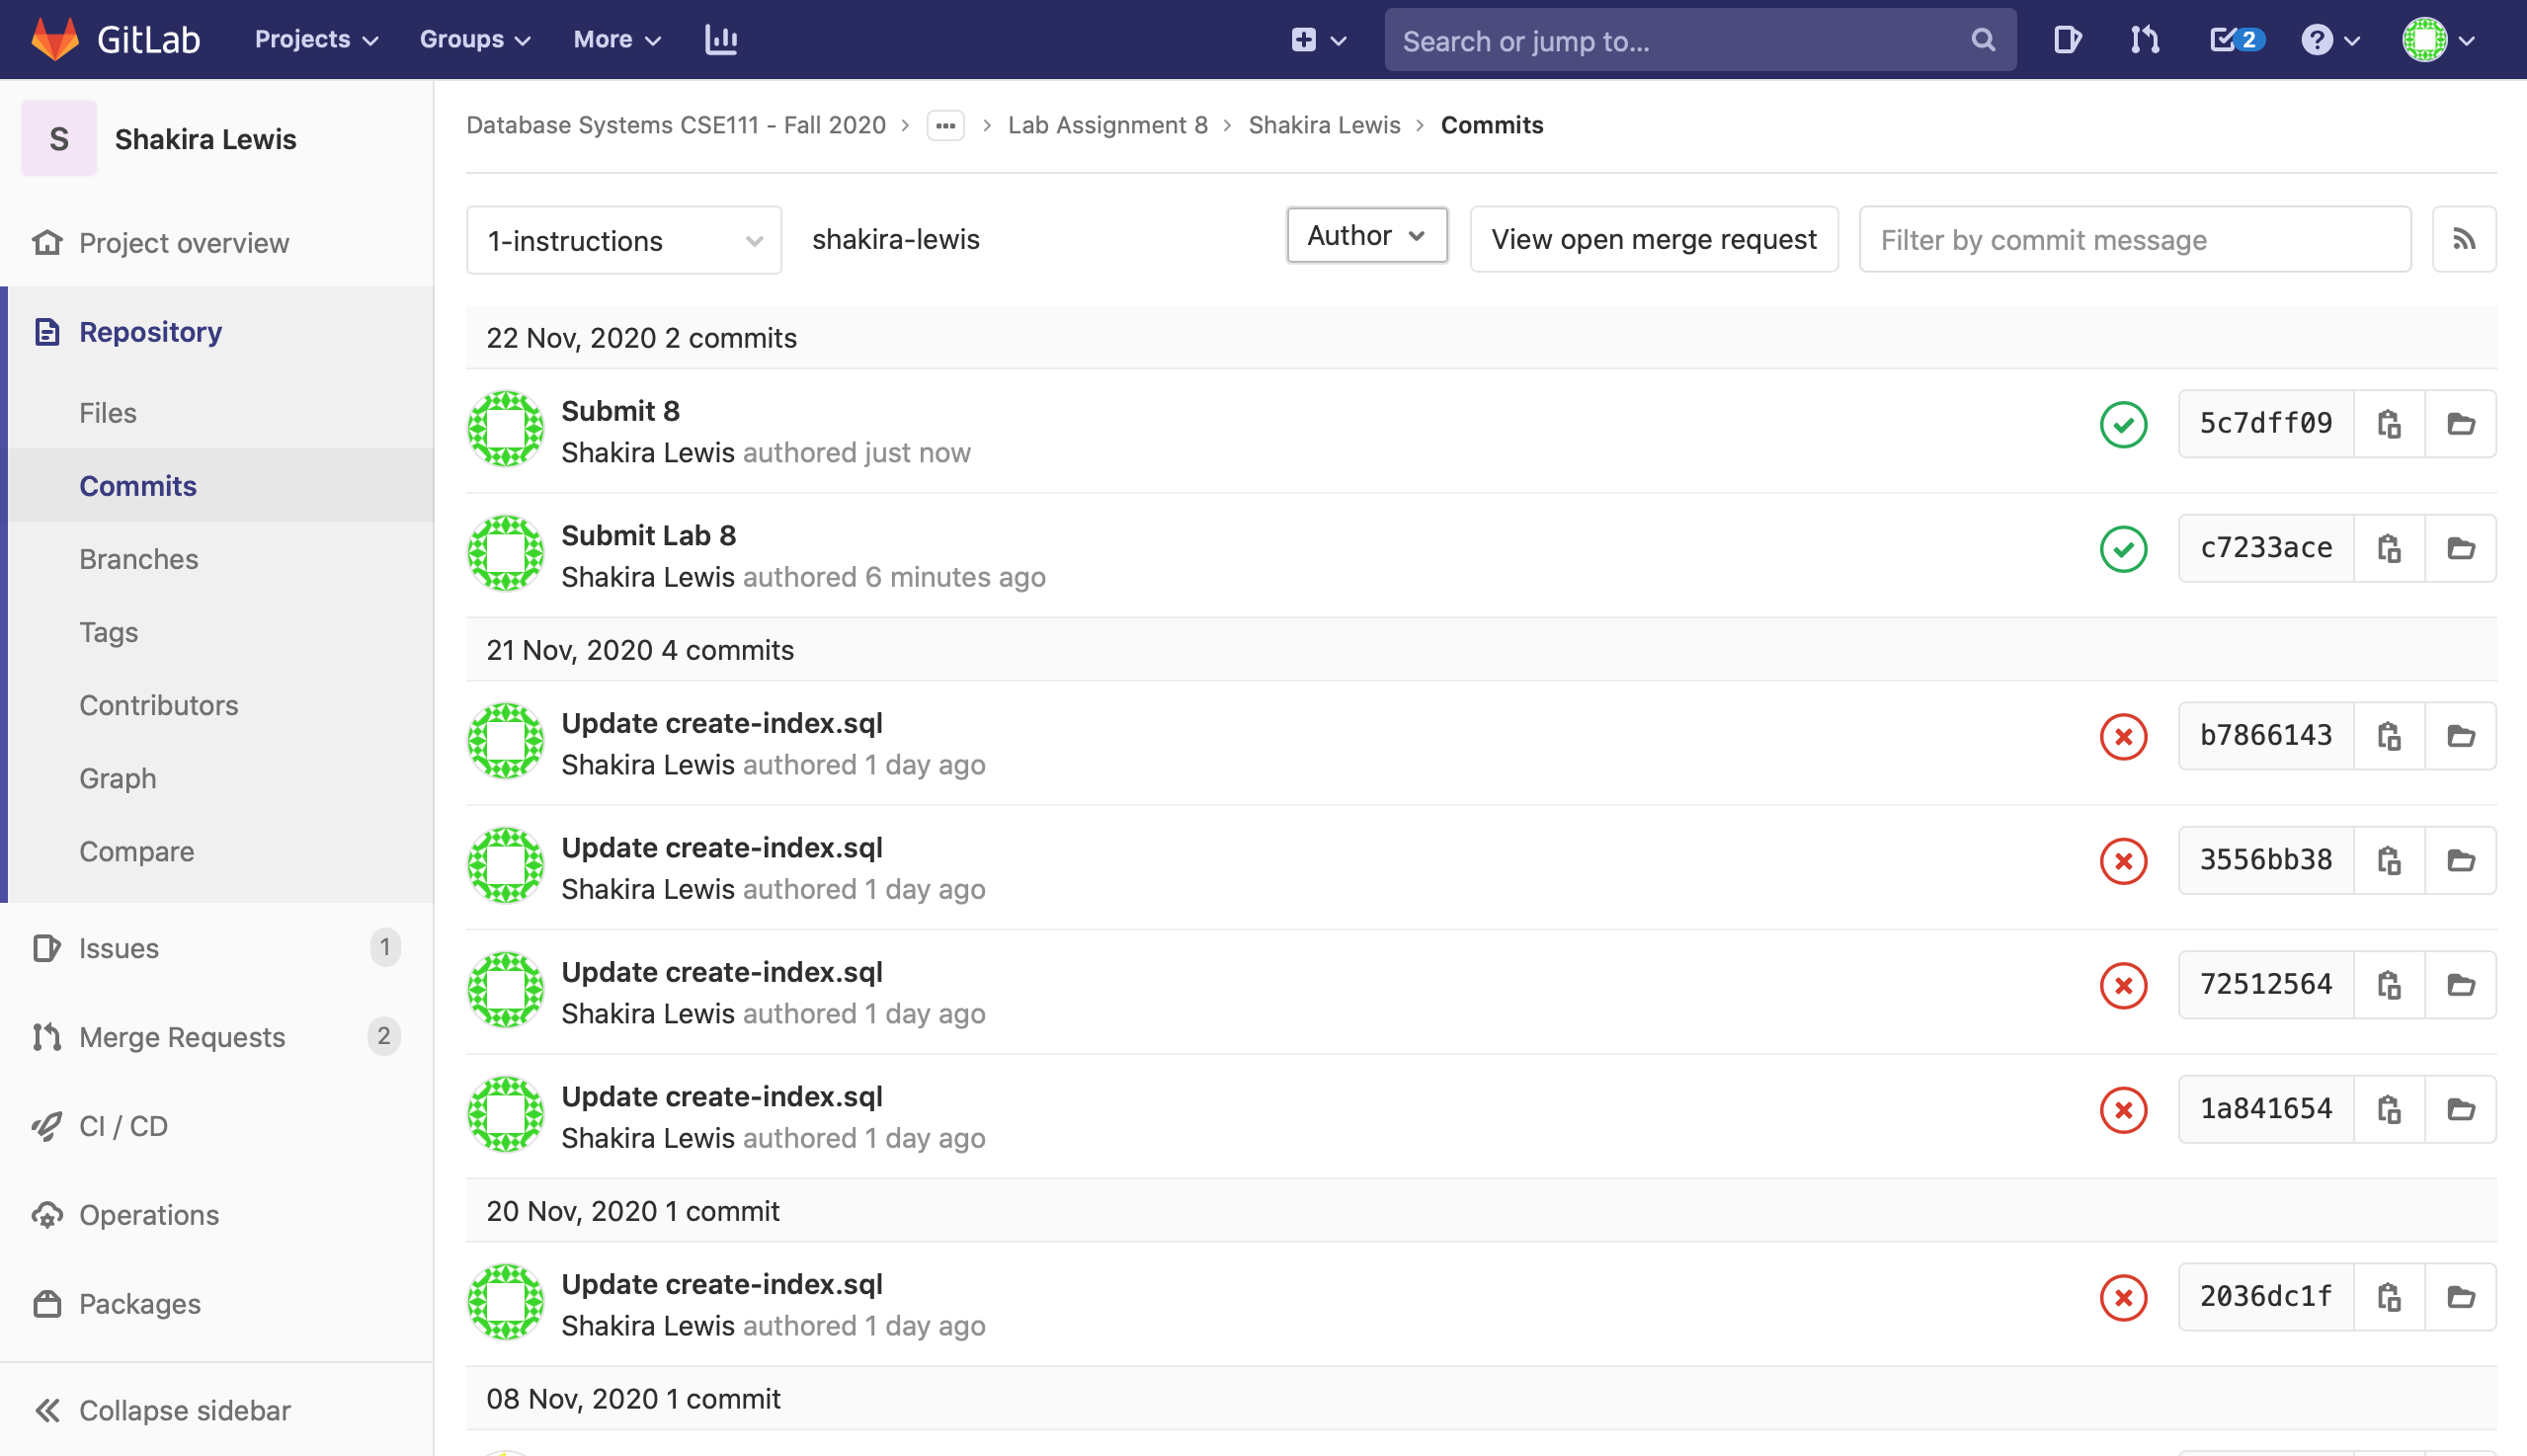 GitLab Projects Groups More Search or jump to... 2
S Shakira Lewis
Project overview
Repository
Files
Commits
Branches
Tags
Contributors
Graph
Compare
Issues 1
Merge Requests 2
CI / CD
Operations
Packages
Collapse sidebar
Database Systems CSE111 - Fall 2020 > ... > Lab Assignment 8 > Shakira Lewis > Commits
1-instructions shakira-lewis Author View open merge request Filter by commit message
22 Nov, 2020 2 commits
Submit 8
Shakira Lewis authored just now
5c7dff09
Submit Lab 8
Shakira Lewis authored 6 minutes ago
c7233ace
21 Nov, 2020 4 commits
Update create-index.sql
Shakira Lewis authored 1 day ago
b7866143
Update create-index.sql
Shakira Lewis authored 1 day ago
3556bb38
Update create-index.sql
Shakira Lewis authored 1 day ago
72512564
Update create-index.sql
Shakira Lewis authored 1 day ago
1a841654
20 Nov, 2020 1 commit
Update create-index.sql
Shakira Lewis authored 1 day ago
2036dc1f
08 Nov, 2020 1 commit